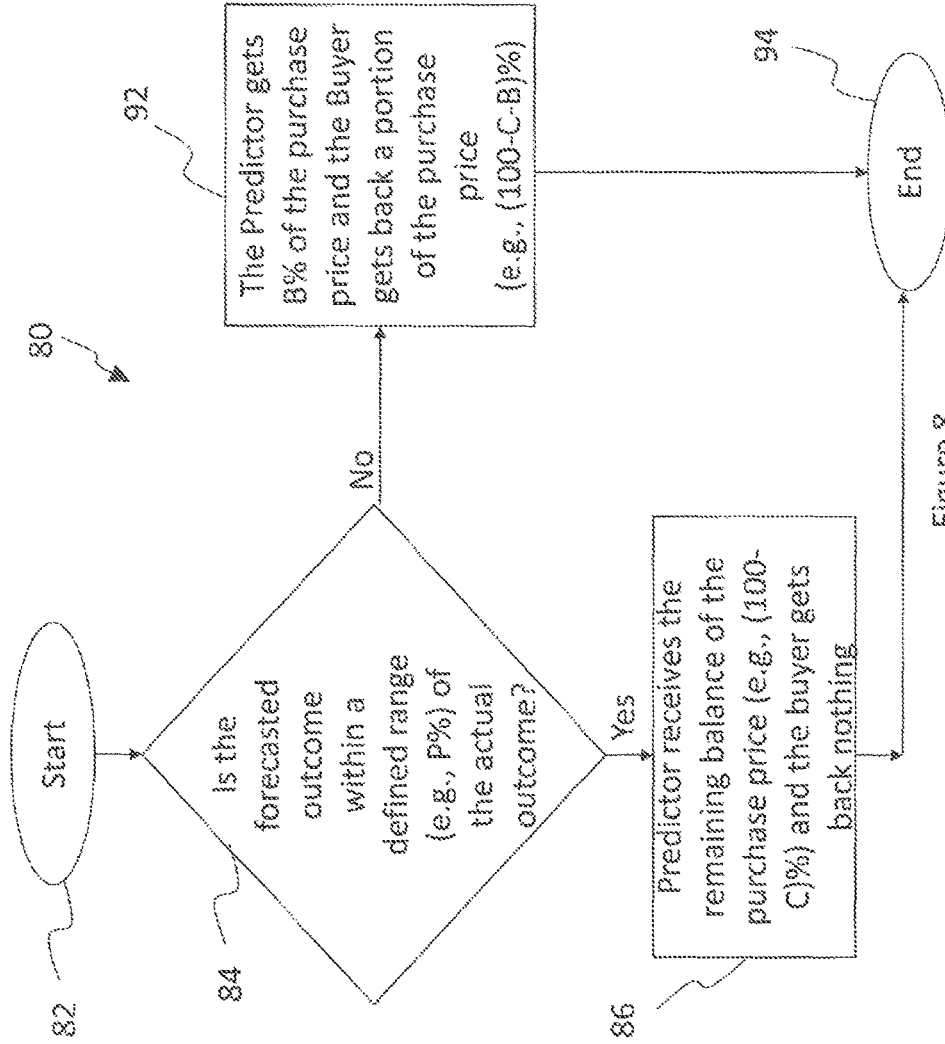 80
82
Start
84
Is the
forecasted
outcome
within a
defined range
(e.g., P%) of
the actual
outcome?
No
92
The Predictor gets
B% of the purchase
price and the Buyer
gets back a portion
of the purchase
price
(e.g., (100-C-B)%)
Yes
86
Predictor receives the
remaining balance of the
purchase price (e.g., (100-
C)%) and the buyer gets
back nothing
94
End
Figure 8